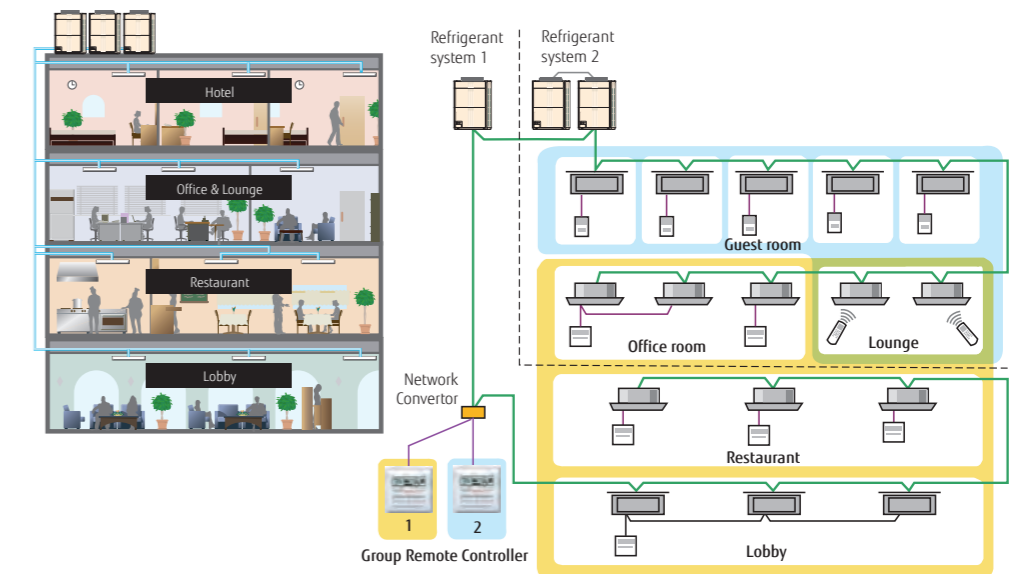 Hotel
Office & Lounge
Restaurant
Lobby
Refrigerant
system 1
Refrigerant
system 2
Guest room
Office room
Lounge
Network
Convertor
Restaurant
1
2
Group Remote Controller
Lobby